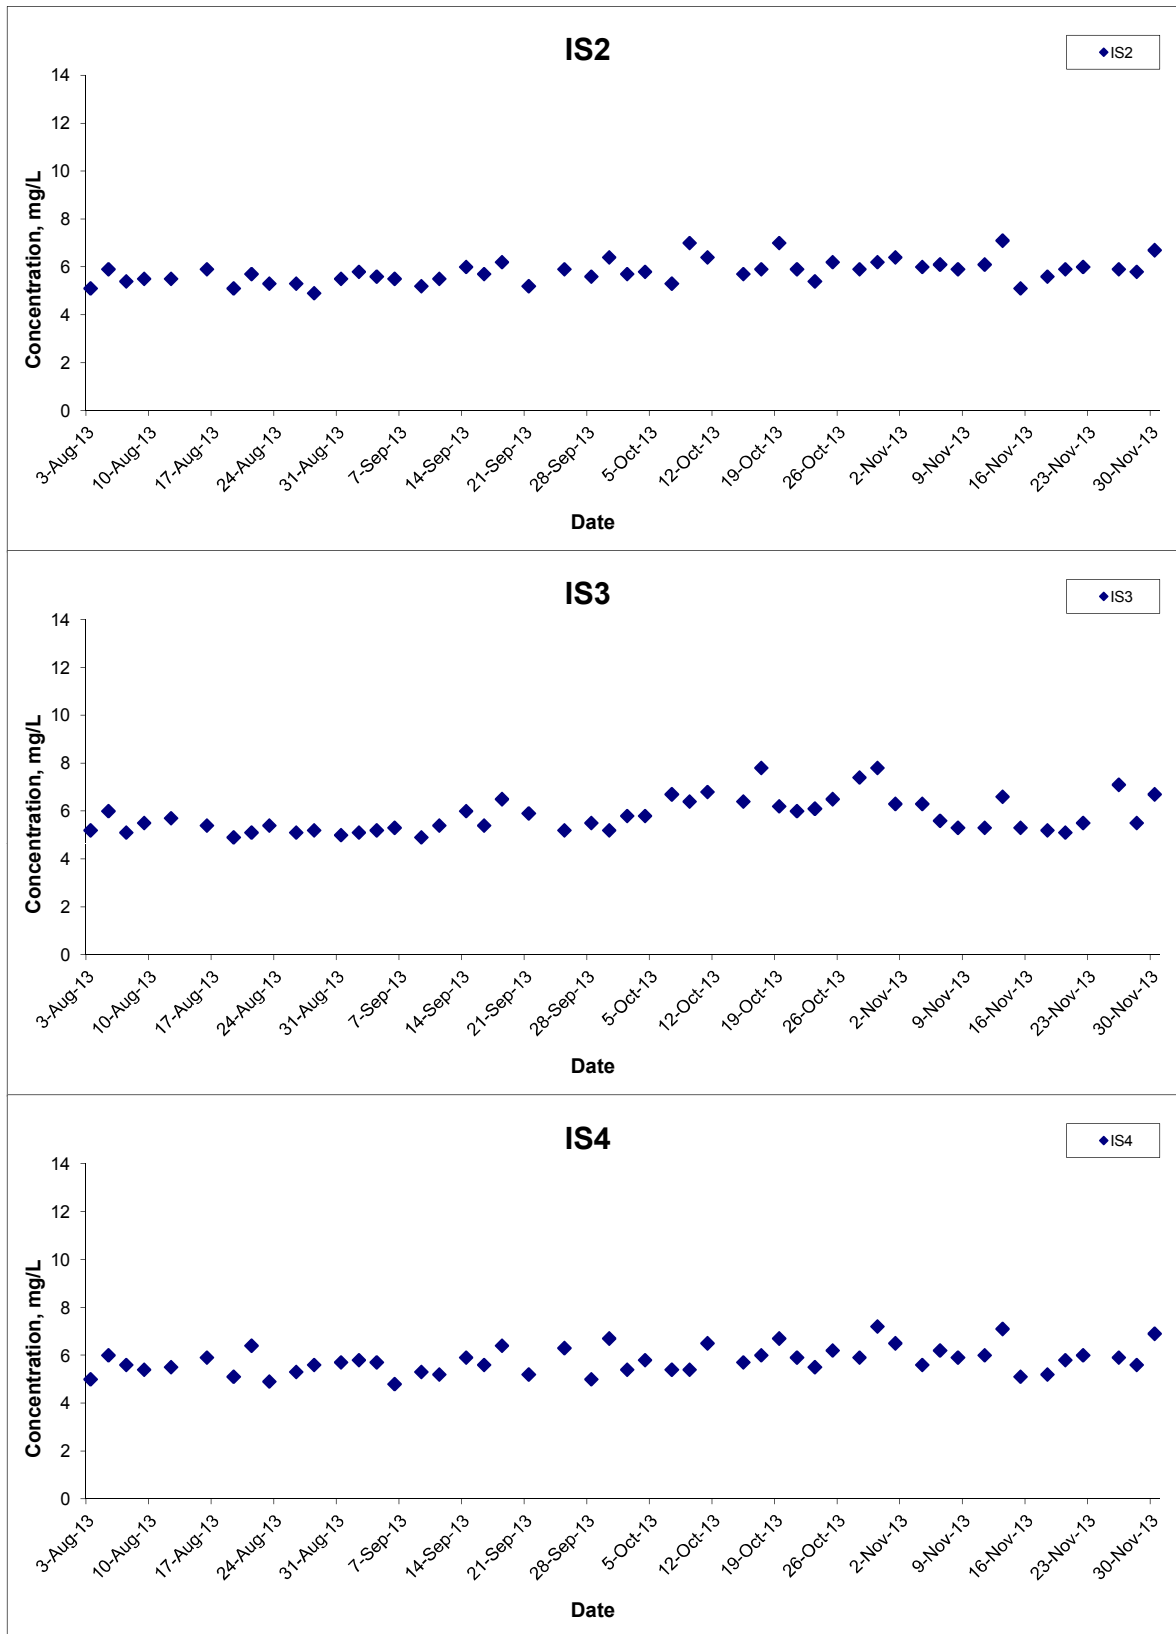 IS2
IS2
14
12
10
8
6
4
2
0
Concentration, mg/L
3-Aug-13
10-Aug-13
17-Aug-13
24-Aug-13
31-Aug-13
7-Sep-13
14-Sep-13
21-Sep-13
28-Sep-13
5-Oct-13
12-Oct-13
19-Oct-13
26-Oct-13
2-Nov-13
9-Nov-13
16-Nov-13
23-Nov-13
30-Nov-13
Date
IS3
IS3
14
12
10
8
6
4
2
0
Concentration, mg/L
3-Aug-13
10-Aug-13
17-Aug-13
24-Aug-13
31-Aug-13
7-Sep-13
14-Sep-13
21-Sep-13
28-Sep-13
5-Oct-13
12-Oct-13
19-Oct-13
26-Oct-13
2-Nov-13
9-Nov-13
16-Nov-13
23-Nov-13
30-Nov-13
Date
IS4
IS4
14
12
10
8
6
4
2
0
Concentration, mg/L
3-Aug-13
10-Aug-13
17-Aug-13
24-Aug-13
31-Aug-13
7-Sep-13
14-Sep-13
21-Sep-13
28-Sep-13
5-Oct-13
12-Oct-13
19-Oct-13
26-Oct-13
2-Nov-13
9-Nov-13
16-Nov-13
23-Nov-13
30-Nov-13
Date